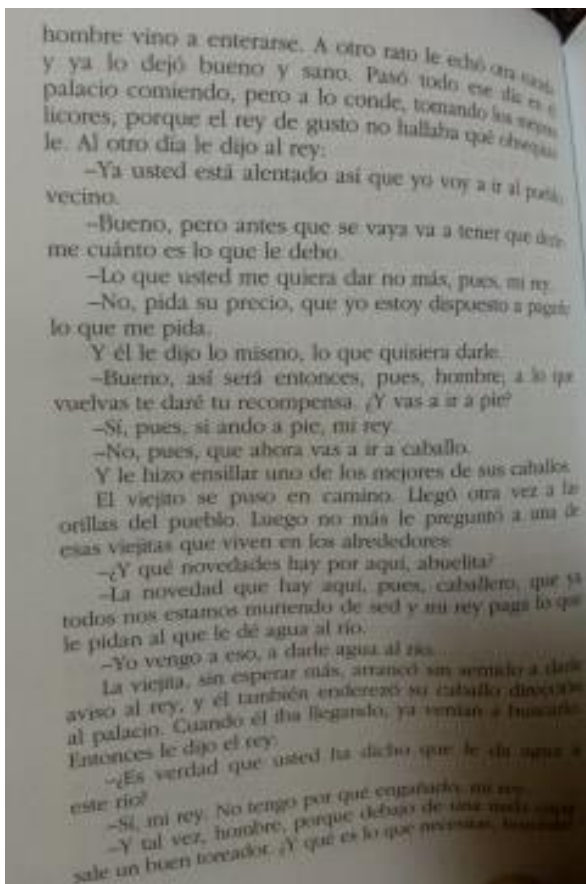 hombre vino a enterarse. A otro rato le echó otra
y ya lo dejó bueno y sano. Pasó todo ese día en el
palacio comiendo, pero a lo conde, tomando los mejores
licores, porque el rey de gusto no hallaba qué obsequiar
le. Al otro día le dijo al rey:
–Ya usted está alentado así que yo voy a ir al pueblo
vecino.
–Bueno, pero antes que se vaya va a tener que decir-
me cuánto es lo que le debo.
–Lo que usted me quiera dar no más, pues, mi rey.
–No, pida su precio, que yo estoy dispuesto a pagarle
lo que me pida.
Y él le dijo lo mismo, lo que quisiera darle.
–Bueno, así será entonces, pues, hombre; a lo que
vuelvas te daré tu recompensa. ¿Y vas a ir a pie?
–Sí, pues, si ando a pie, mi rey.
–No, pues, que ahora vas a ir a caballo.
Y le hizo ensillar uno de los mejores de sus caballos.
El viejito se puso en camino. Llegó otra vez a las
orillas del pueblo. Luego no más le preguntó a una de
esas viejitas que viven en los alrededores:
–¿Y qué novedades hay por aquí, abuelita?
–La novedad que hay aquí, pues, caballero, que ya
todos nos estamos muriendo de sed y mi rey paga lo que
le pidan al que le dé agua al río.
–Yo vengo a eso, a darle agua al río.
La viejita, sin esperar más, arrancó sin sentido a darle
aviso al rey, y él también enderezó su caballo dirección
al palacio. Cuando él iba llegando, ya venían a buscarlo.
Entonces le dijo el rey:
–¿Es verdad que usted ha dicho que le da agua a
este río?
–Sí, mi rey. No tengo por qué engañarlo, mi rey.
–Y tal vez, hombre, porque debajo de una mala capa
sale un buen toreador. ¿Y qué es lo que necesitas,